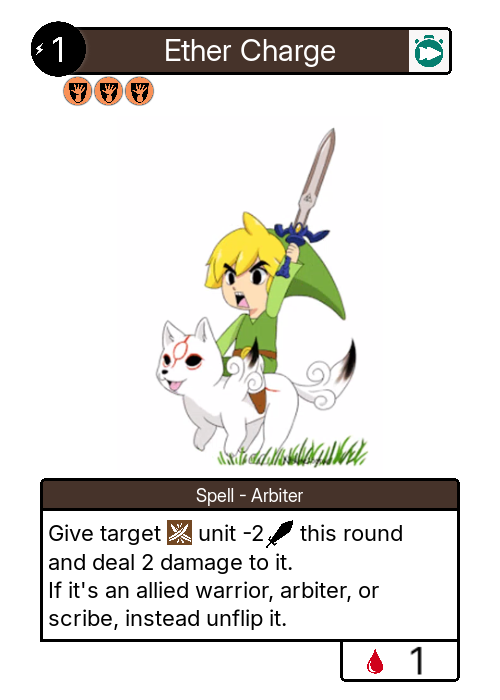 1
Ether Charge
Spell - Arbiter
Give target unit -2 this round
and deal 2 damage to it.
If it's an allied warrior, arbiter, or
scribe, instead unflip it.
1